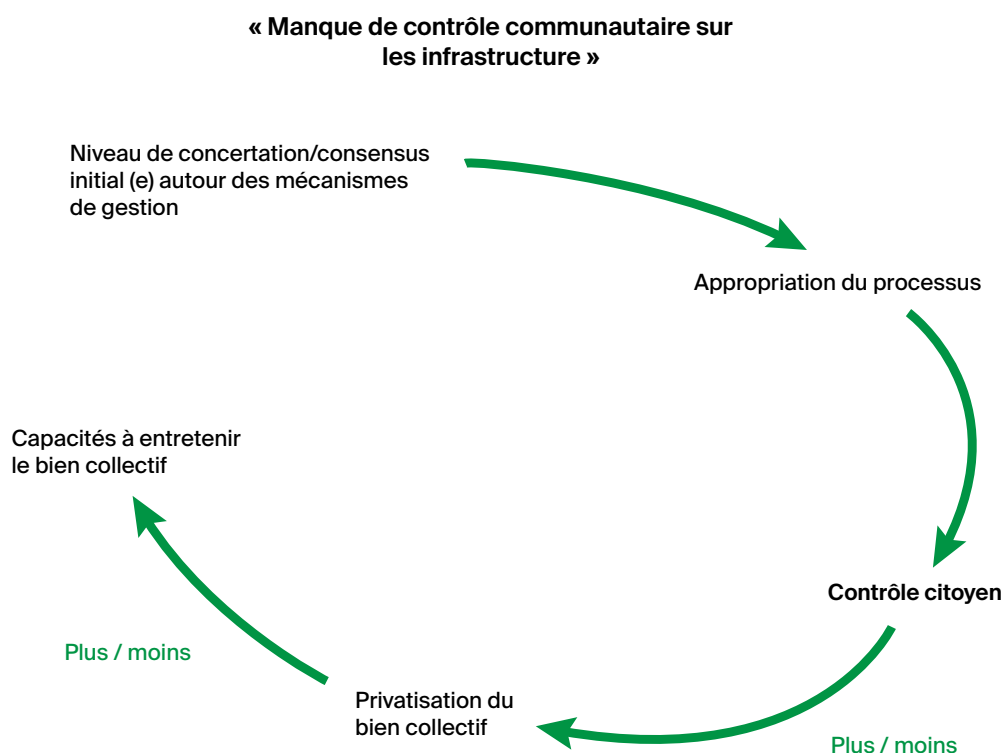 « Manque de contrôle communautaire sur
les infrastructure »
Niveau de concertation/consensus
initial (e) autour des mécanismes
de gestion
Appropriation du processus
Capacités à entretenir
le bien collectif
Contrôle citoyen
Plus / moins
Privatisation du
bien collectif
Plus / moins